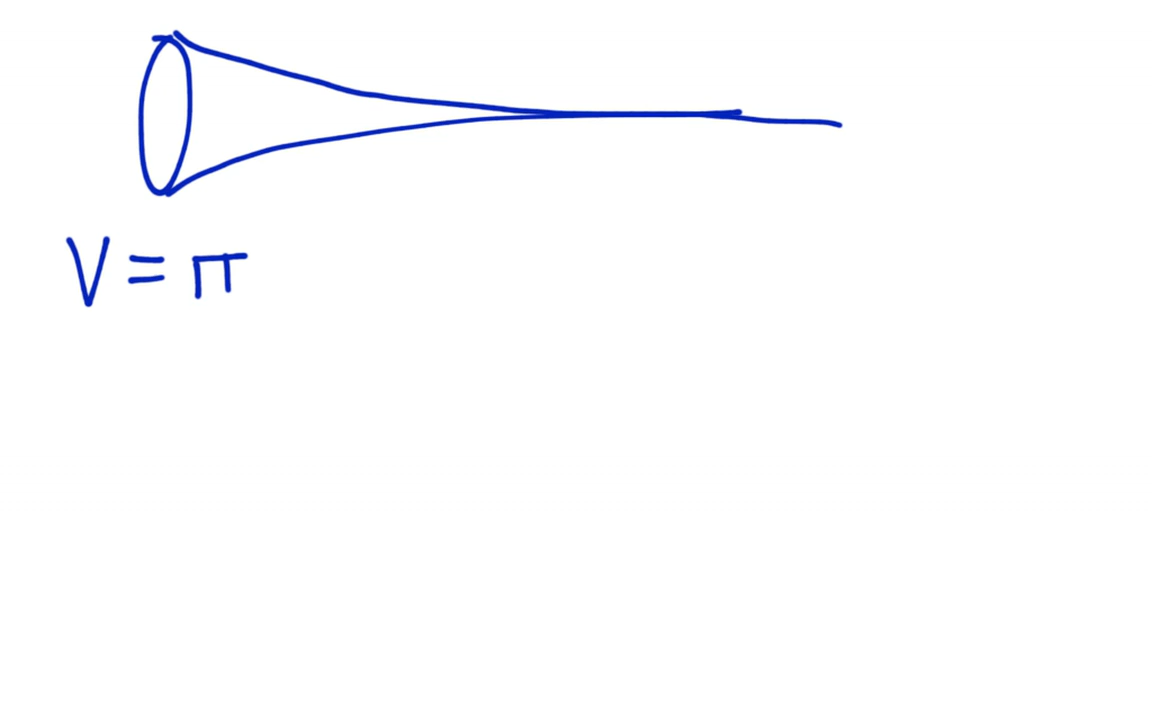 V = π